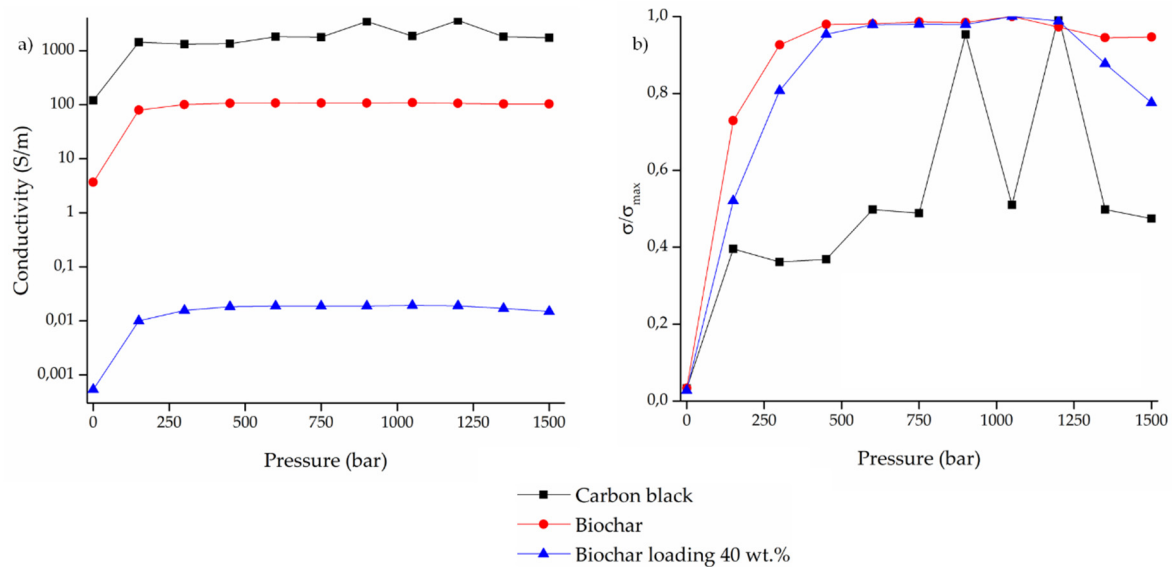 a)
Conductivity (S/m)
1000
100
10
1
0,1
0,01
0,001
0 250 500 750 1000 1250 1500
Pressure (bar)
b)
σ/σmax
1,0
0,8
0,6
0,4
0,2
0,0
0 250 500 750 1000 1250 1500
Pressure (bar)
Carbon black
Biochar
Biochar loading 40 wt.%